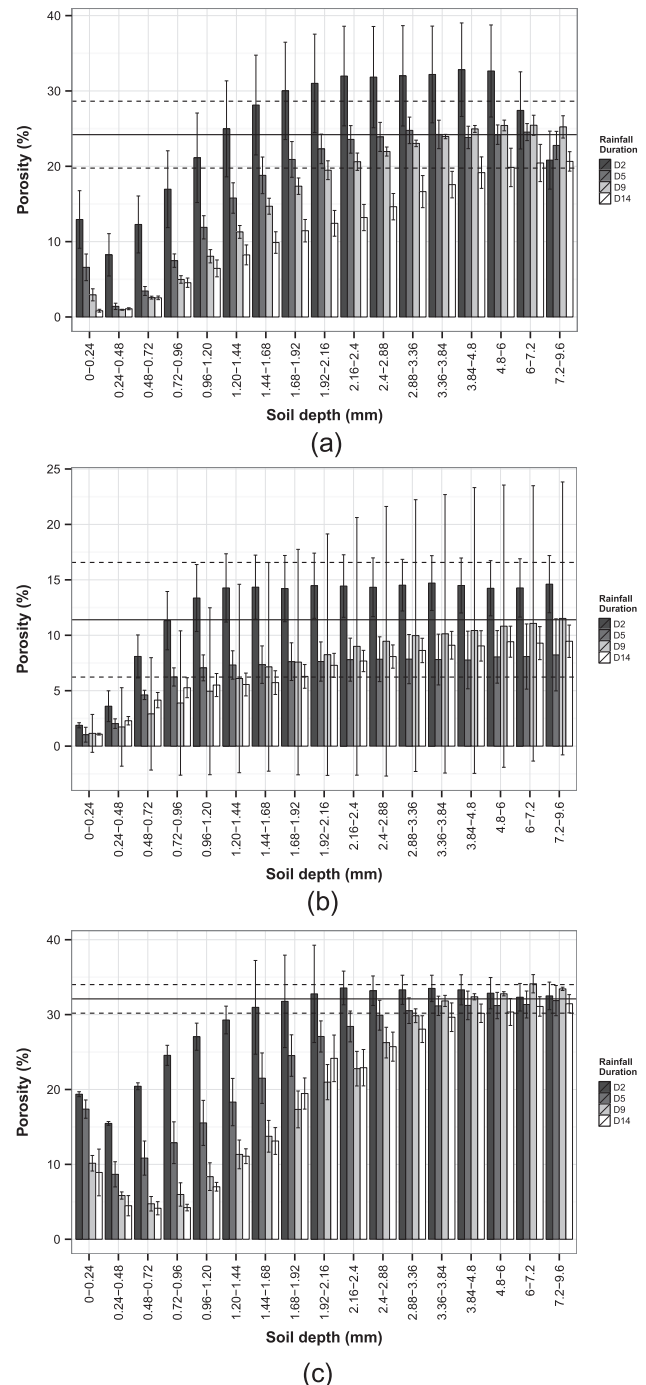 40
30
20
10
0
Porosity (%)
0−0.24
0.24−0.48
0.48−0.72
0.72−0.96
0.96−1.20
1.20−1.44
1.44−1.68
1.68−1.92
1.92−2.16
2.16−2.4
2.4−2.88
2.88−3.36
3.36−3.84
3.84−4.8
4.8−6
6−7.2
7.2−9.6
Soil depth (mm)
Rainfall
Duration
D2
D5
D9
D14
(a)
25
20
15
10
5
0
Porosity (%)
0−0.24
0.24−0.48
0.48−0.72
0.72−0.96
0.96−1.20
1.20−1.44
1.44−1.68
1.68−1.92
1.92−2.16
2.16−2.4
2.4−2.88
2.88−3.36
3.36−3.84
3.84−4.8
4.8−6
6−7.2
7.2−9.6
Soil depth (mm)
Rainfall
Duration
D2
D5
D9
D14
(b)
40
30
20
10
0
Porosity (%)
0−0.24
0.24−0.48
0.48−0.72
0.72−0.96
0.96−1.20
1.20−1.44
1.44−1.68
1.68−1.92
1.92−2.16
2.16−2.4
2.4−2.88
2.88−3.36
3.36−3.84
3.84−4.8
4.8−6
6−7.2
7.2−9.6
Soil depth (mm)
Rainfall
Duration
D2
D5
D9
D14
(c)